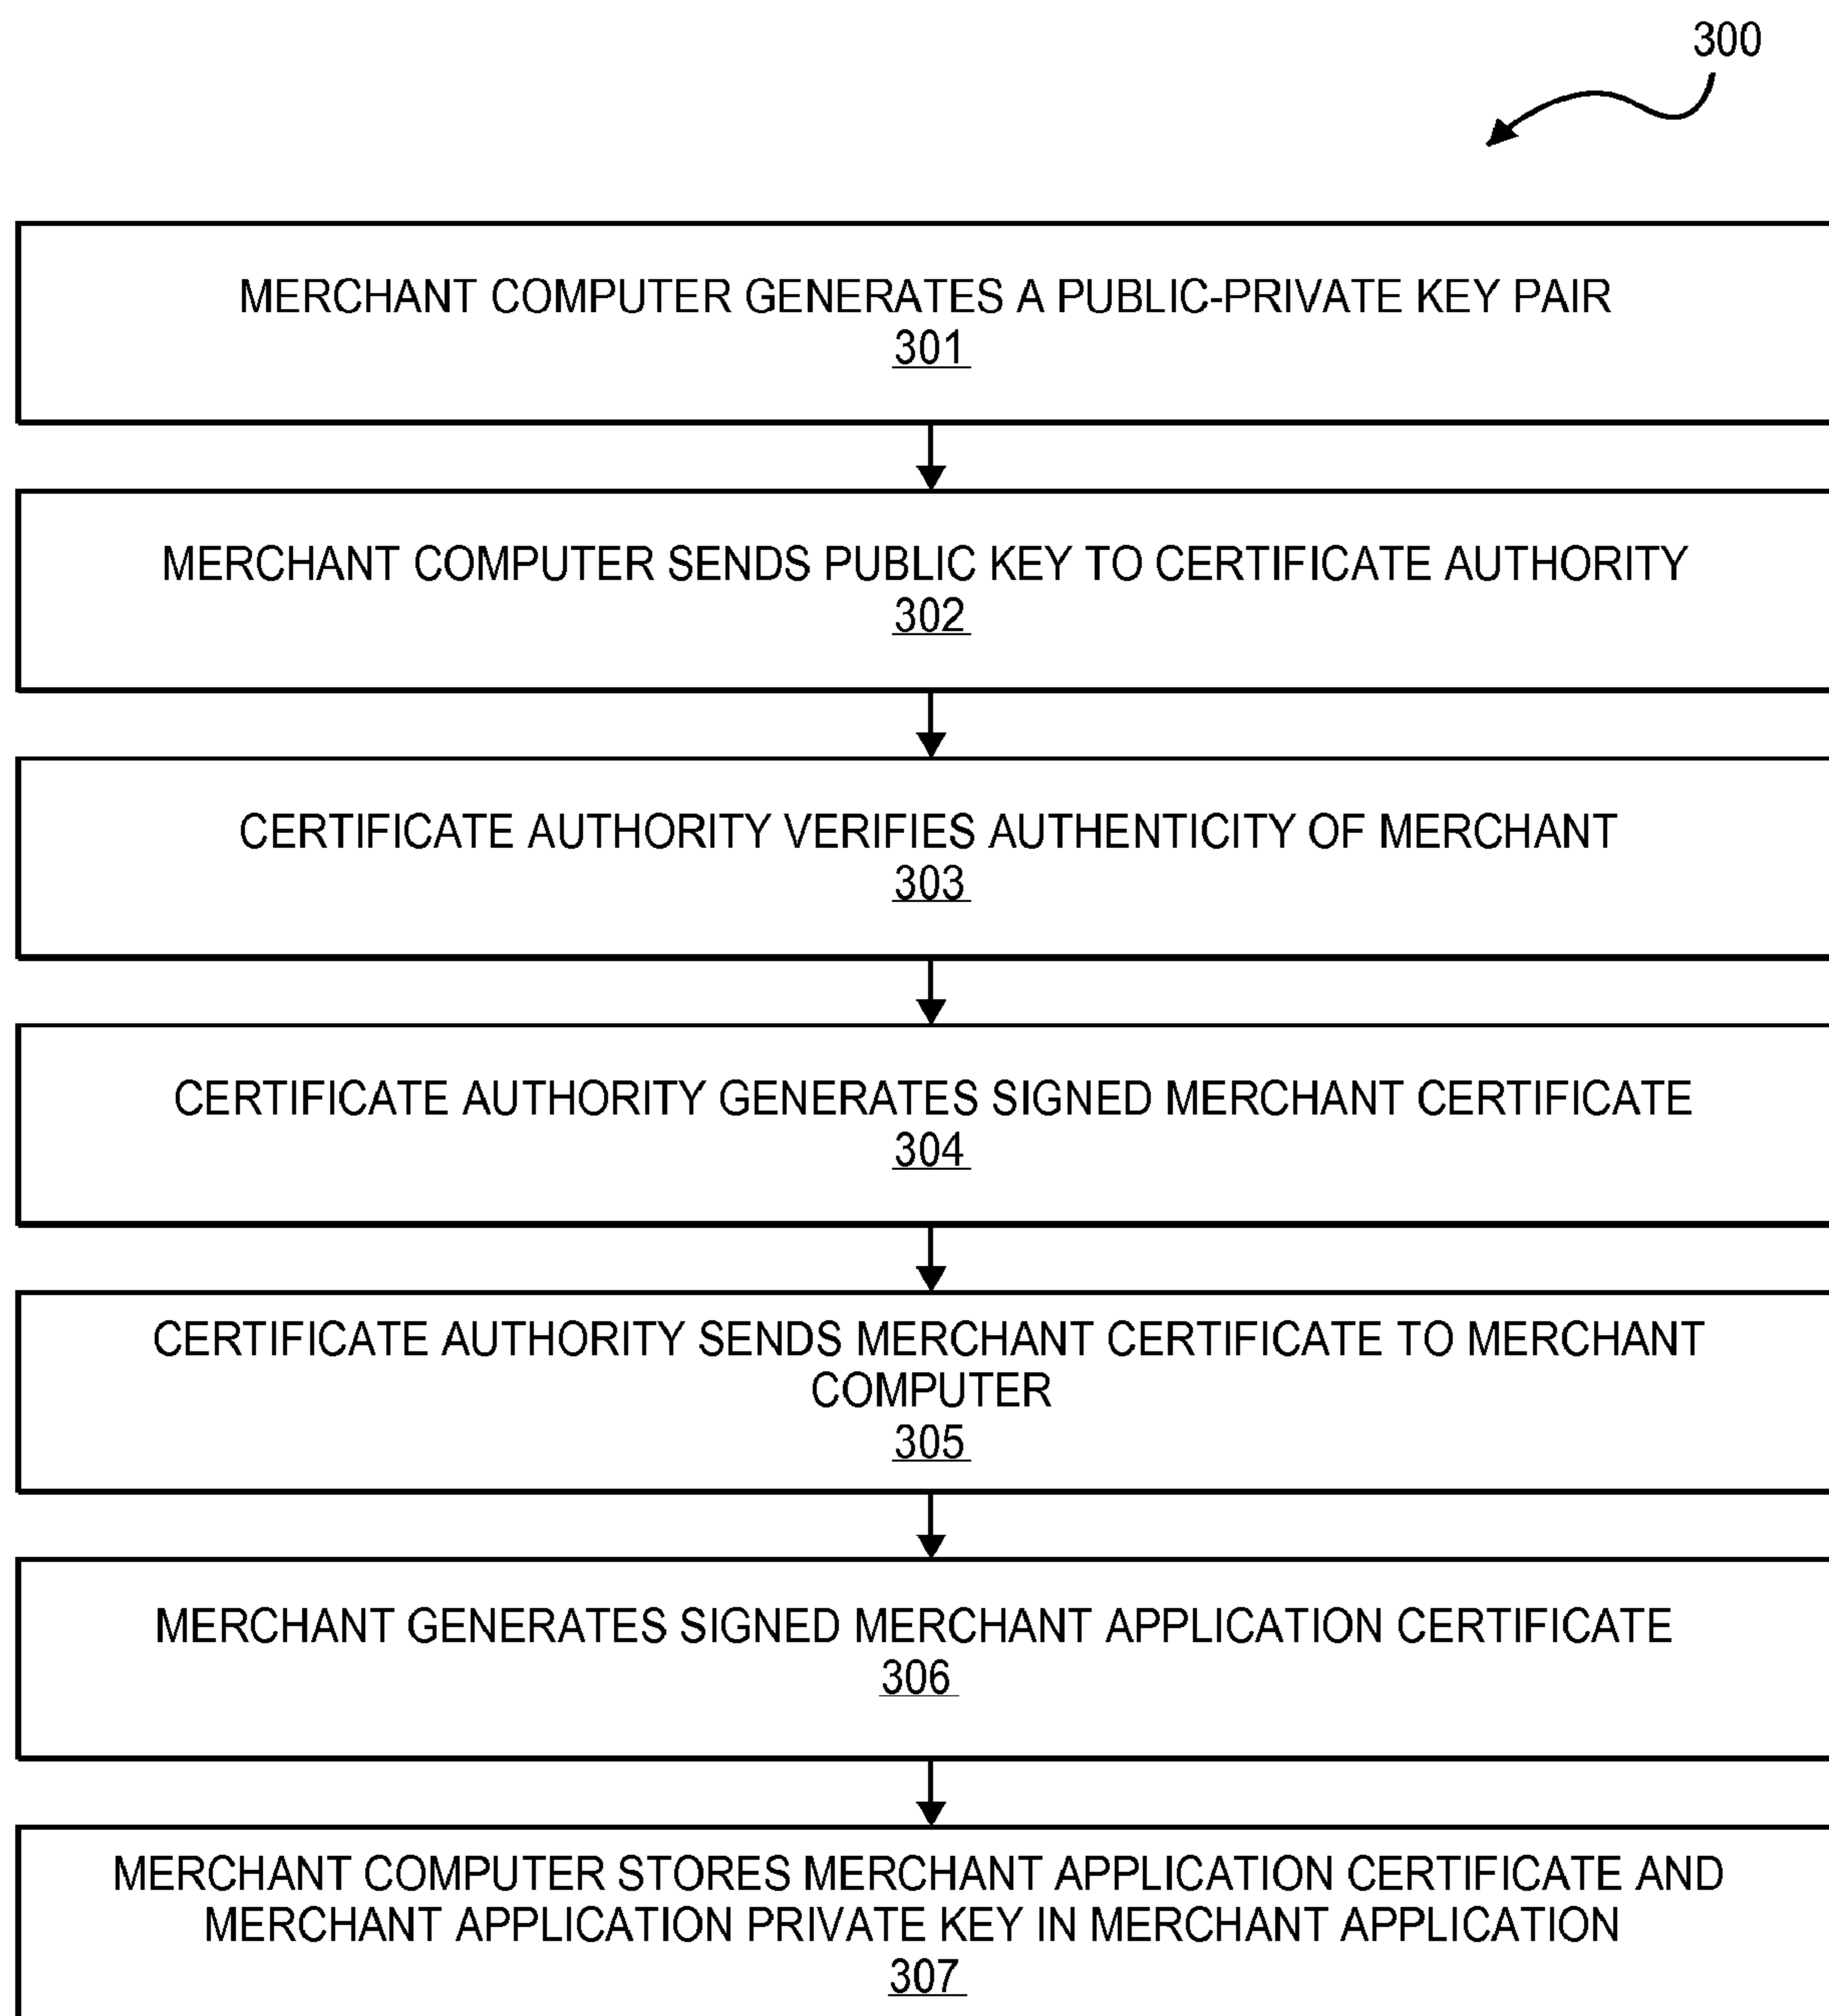 300
MERCHANT COMPUTER GENERATES A PUBLIC-PRIVATE KEY PAIR
301
MERCHANT COMPUTER SENDS PUBLIC KEY TO CERTIFICATE AUTHORITY
302
CERTIFICATE AUTHORITY VERIFIES AUTHENTICITY OF MERCHANT
303
CERTIFICATE AUTHORITY GENERATES SIGNED MERCHANT CERTIFICATE
304
CERTIFICATE AUTHORITY SENDS MERCHANT CERTIFICATE TO MERCHANT
COMPUTER
305
MERCHANT GENERATES SIGNED MERCHANT APPLICATION CERTIFICATE
306
MERCHANT COMPUTER STORES MERCHANT APPLICATION CERTIFICATE AND
MERCHANT APPLICATION PRIVATE KEY IN MERCHANT APPLICATION
307